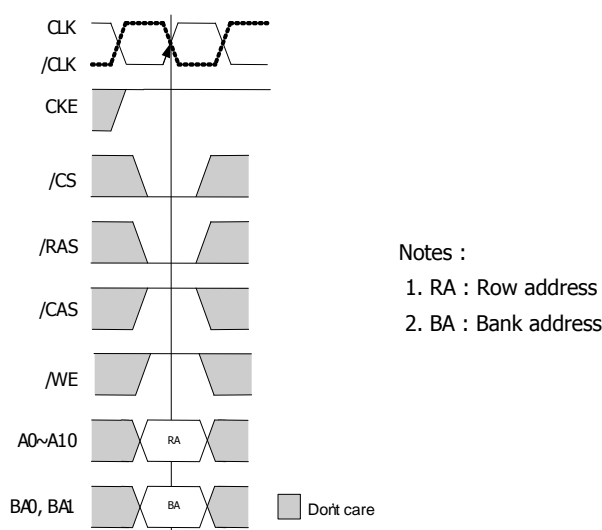 CLK
/CLK
CKE
/CS
/RAS
/CAS
/WE
A0~A10
RA
BA0, BA1
BA
Don't care
Notes :
1. RA : Row address
2. BA : Bank address